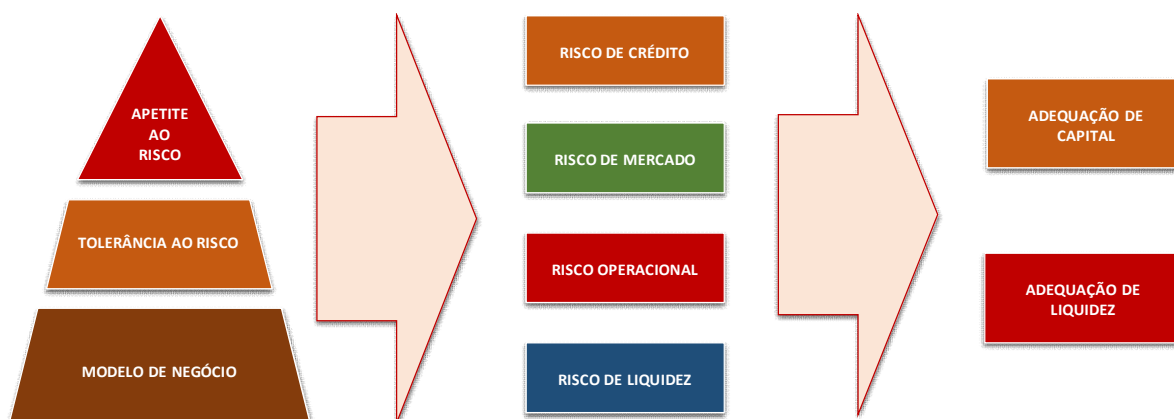 APETITE
AO
RISCO
TOLERÂNCIA AO RISCO
MODELO DE NEGÓCIO
RISCO DE CRÉDITO
RISCO DE MERCADO
RISCO OPERACIONAL
RISCO DE LIQUIDEZ
ADEQUAÇÃO DE
CAPITAL
ADEQUAÇÃO DE
LIQUIDEZ